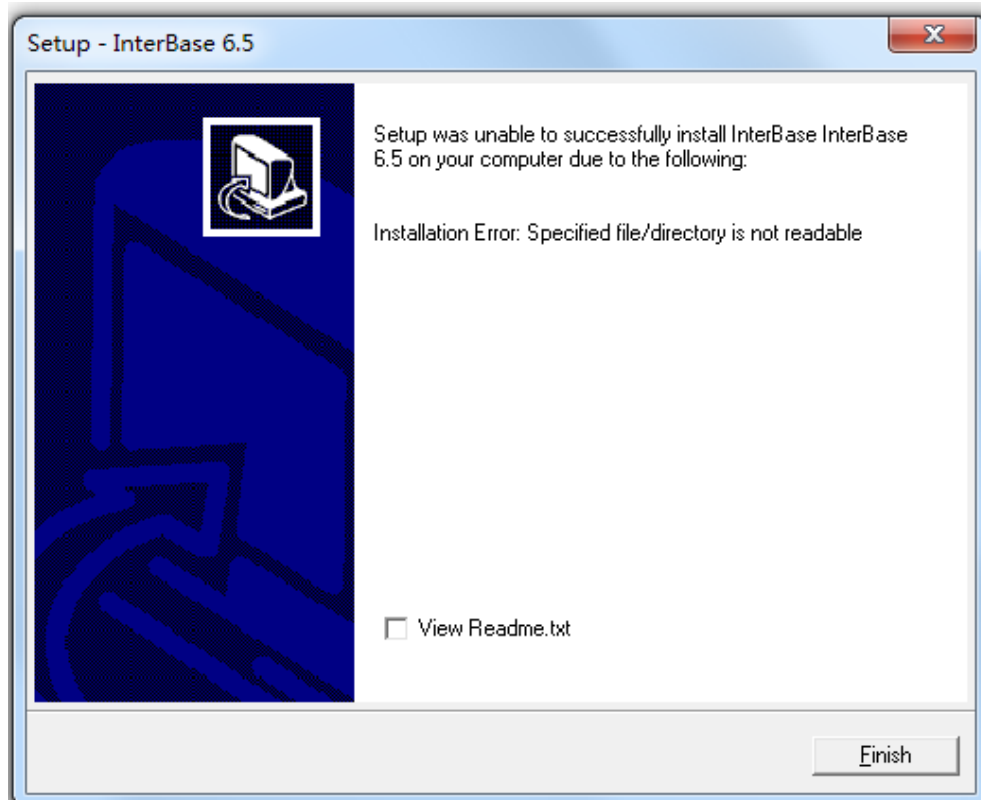 Setup - InterBase 6.5
Setup was unable to successfully install InterBase InterBase
6.5 on your computer due to the following:
Installation Error: Specified file/directory is not readable
View Readme.txt
Finish